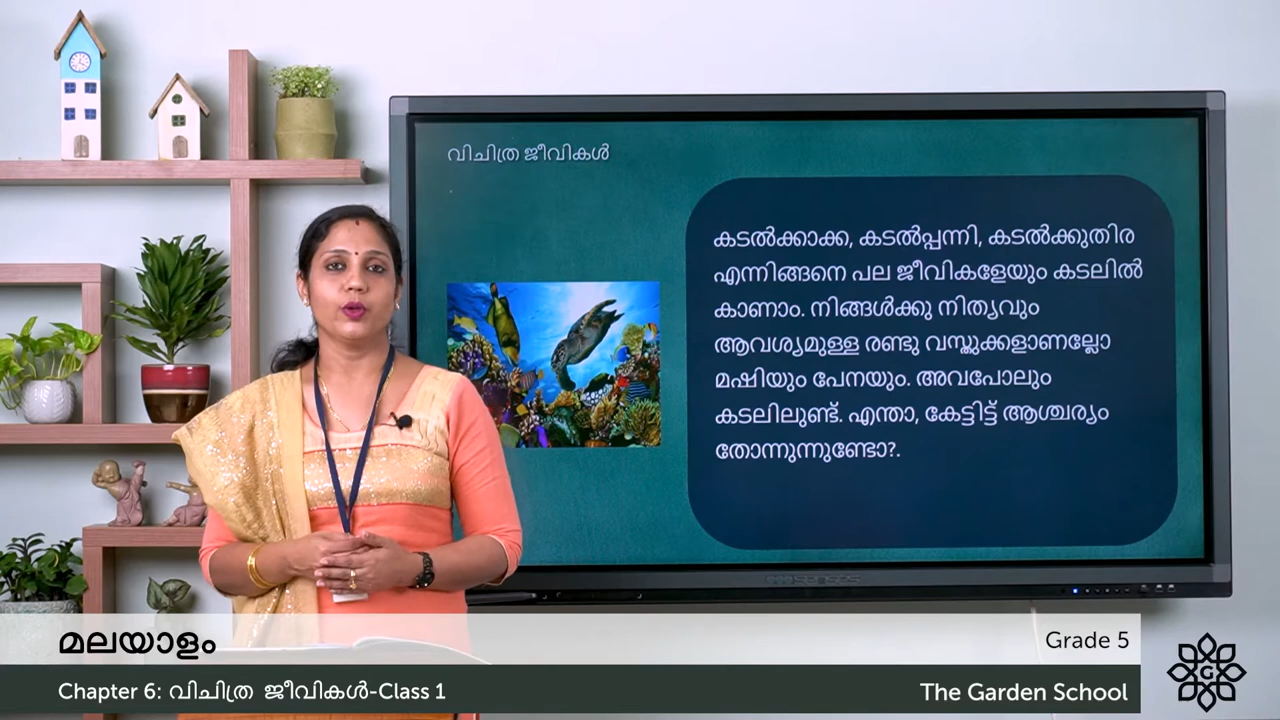 വിചിത്ര ജീവികൾ
കടൽക്കാക്ക, കടൽപ്പന്നി, കടൽക്കുതിര
എന്നിങ്ങനെ പല ജീവികളേയും കടലിൽ
കാണാം. നിങ്ങൾക്കു നിത്യവും
ആവശ്യമുള്ള രണ്ടു വസ്തുക്കളാണല്ലോ
മഷിയും പേനയും. അവപോലും
കടലിലുണ്ട്. എന്താ, കേട്ടിട്ട് ആശ്ചര്യം
തോന്നുന്നുണ്ടോ?.
senses
മലയാളം
Grade 5
Chapter 6: വിചിത്ര ജീവികൾ-Class 1
The Garden School
G